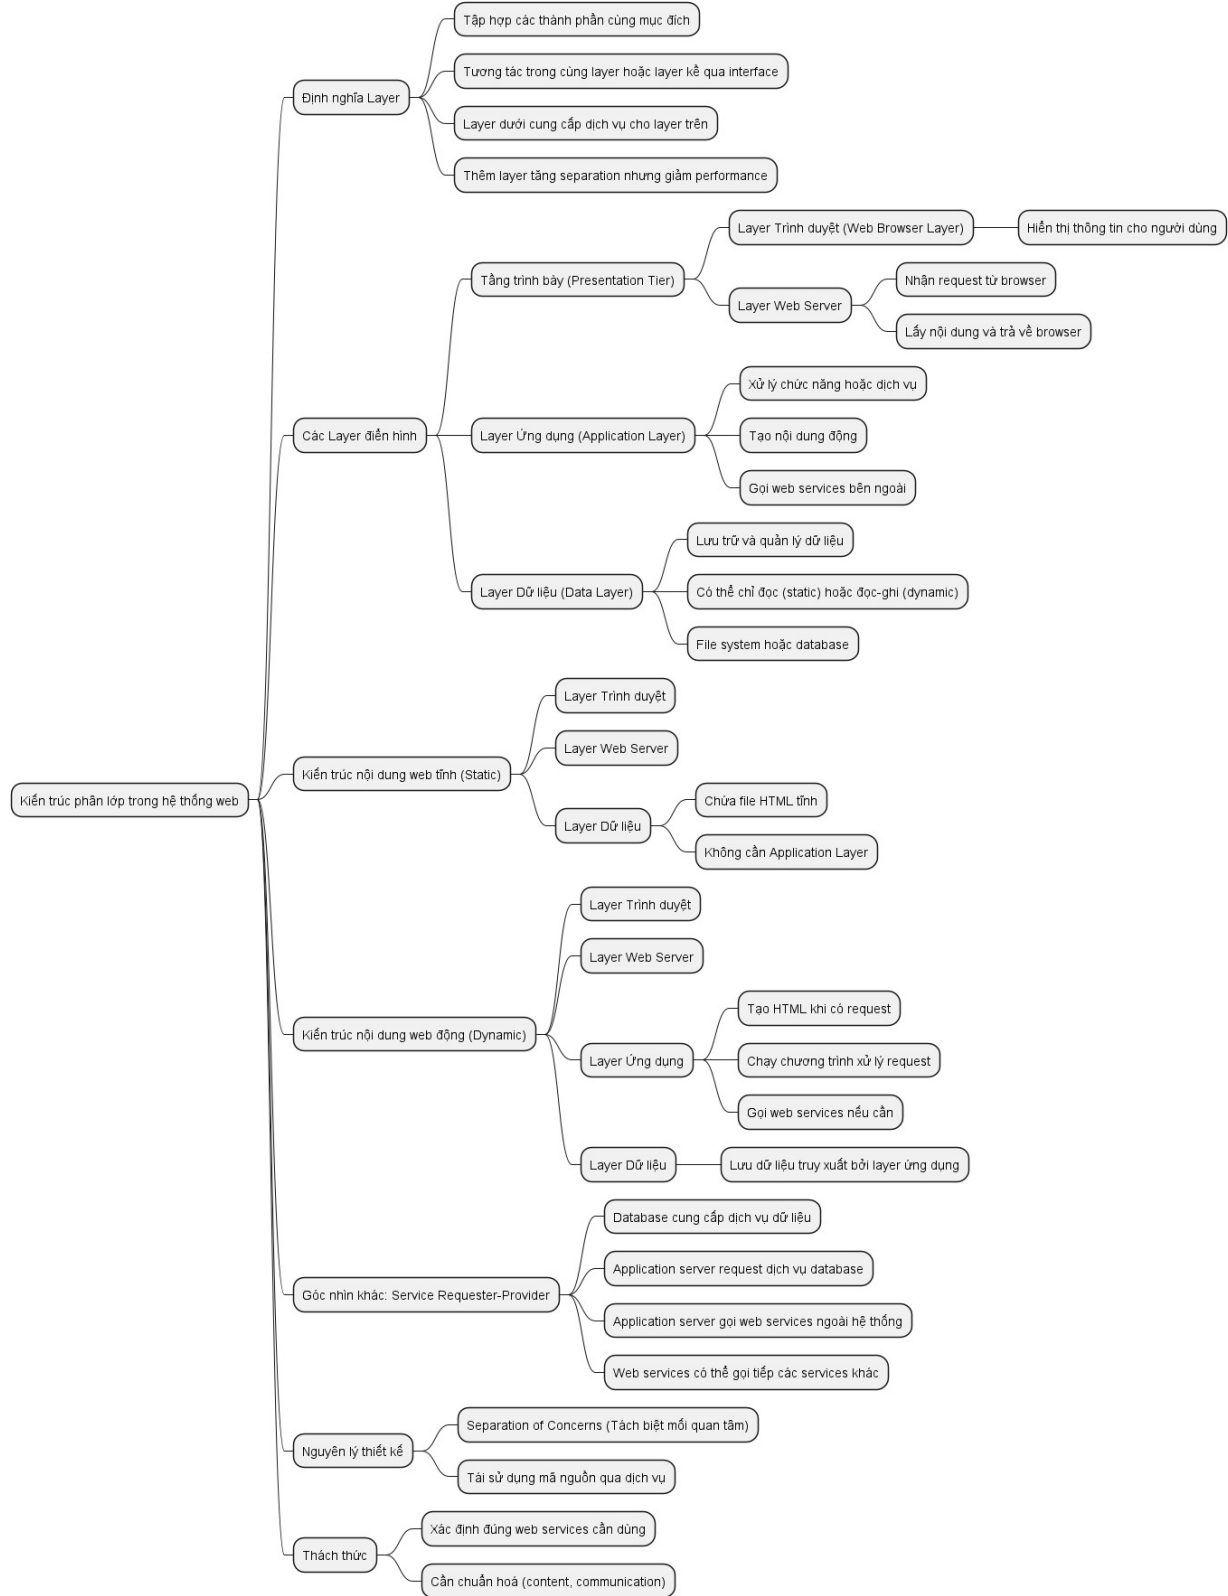 Kiến trúc phân lớp trong hệ thống web
Định nghĩa Layer
Tập hợp các thành phần cùng mục đích
Tương tác trong cùng layer hoặc layer kề qua interface
Layer dưới cung cấp dịch vụ cho layer trên
Thêm layer tăng separation nhưng giảm performance
Các Layer điển hình
Tầng trình bày (Presentation Tier)
Layer Trình duyệt (Web Browser Layer)
Hiển thị thông tin cho người dùng
Layer Web Server
Nhận request từ browser
Lấy nội dung và trả về browser
Layer Ứng dụng (Application Layer)
Xử lý chức năng hoặc dịch vụ
Tạo nội dung động
Gọi web services bên ngoài
Layer Dữ liệu (Data Layer)
Lưu trữ và quản lý dữ liệu
Có thể chỉ đọc (static) hoặc đọc-ghi (dynamic)
File system hoặc database
Kiến trúc nội dung web tĩnh (Static)
Layer Trình duyệt
Layer Web Server
Layer Dữ liệu
Chứa file HTML tĩnh
Không cần Application Layer
Kiến trúc nội dung web động (Dynamic)
Layer Trình duyệt
Layer Web Server
Layer Ứng dụng
Tạo HTML khi có request
Chạy chương trình xử lý request
Gọi web services nếu cần
Layer Dữ liệu
Lưu dữ liệu truy xuất bởi layer ứng dụng
Góc nhìn khác: Service Requester-Provider
Database cung cấp dịch vụ dữ liệu
Application server request dịch vụ database
Application server gọi web services ngoài hệ thống
Web services có thể gọi tiếp các services khác
Nguyên lý thiết kế
Separation of Concerns (Tách biệt mối quan tâm)
Tái sử dụng mã nguồn qua dịch vụ
Thách thức
Xác định đúng web services cần dùng
Cần chuẩn hoá (content, communication)